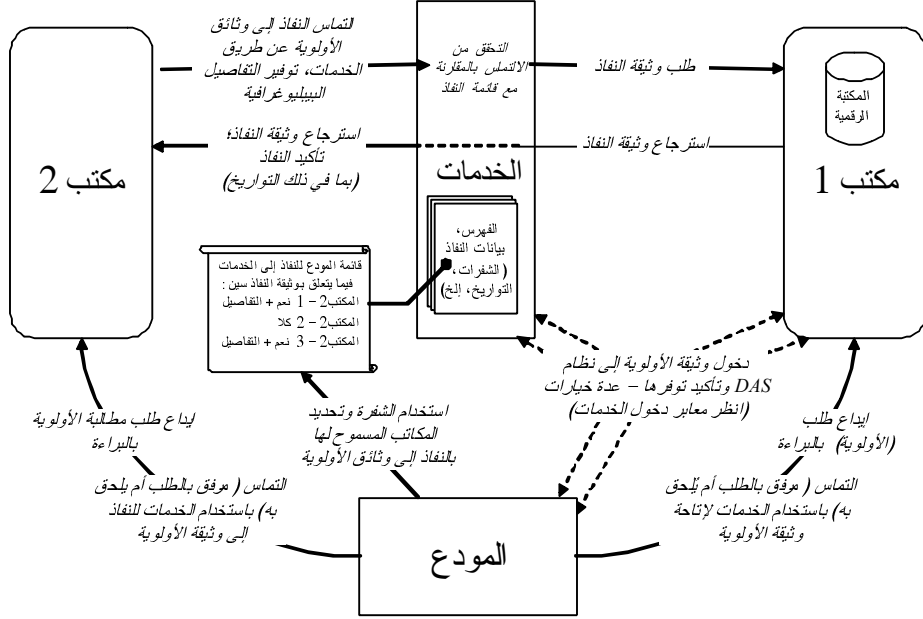 التماس النفاذ إلى وثائق
الأولوية عن طريق
الخدمات، توفير التفاصيل
الببليوغرافية
التحقق من
الالتماس بالمقارنة
مع قائمة النفاذ
طلب وثيقة النفاذ
المكتبة
الرقمية
استرجاع وثيقة النفاذ؛
تأكيد النفاذ
(بما في ذلك التواريخ)
استرجاع وثيقة النفاذ
مكتب 2
الخدمات
مكتب 1
الفهرس،
بيانات النفاذ
(الشفرات،
التواريخ، إلخ)
قائمة المودع للنفاذ إلى الخدمات
فيما يتعلق بوثيقة النفاذ سين :
المكتب2 – 1 نعم + التفاصيل
المكتب2 – 2 كلا
المكتب2 – 3 نعم + التفاصيل
دخول وثيقة الأولوية إلى نظام
DAS وتأكيد توفرها – عدة خيارات
(انظر معابر دخول الخدمات)
ايداع طلب مطالبة الأولوية
بالبراءة
استخدام الشفرة وتحديد
المكاتب المسموح لها
بالنفاذ إلى وثائق الأولوية
ايداع طلب
(الأولوية) بالبراءة
التماس ( موفق بالطلب أم يلحق
به) باستخدام الخدمات للنفاذ
إلى وثيقة الأولوية
التماس ( موفق بالطلب أم يُلحق
به) باستخدام الخدمات لإتاحة
وثيقة الأولوية
المودع